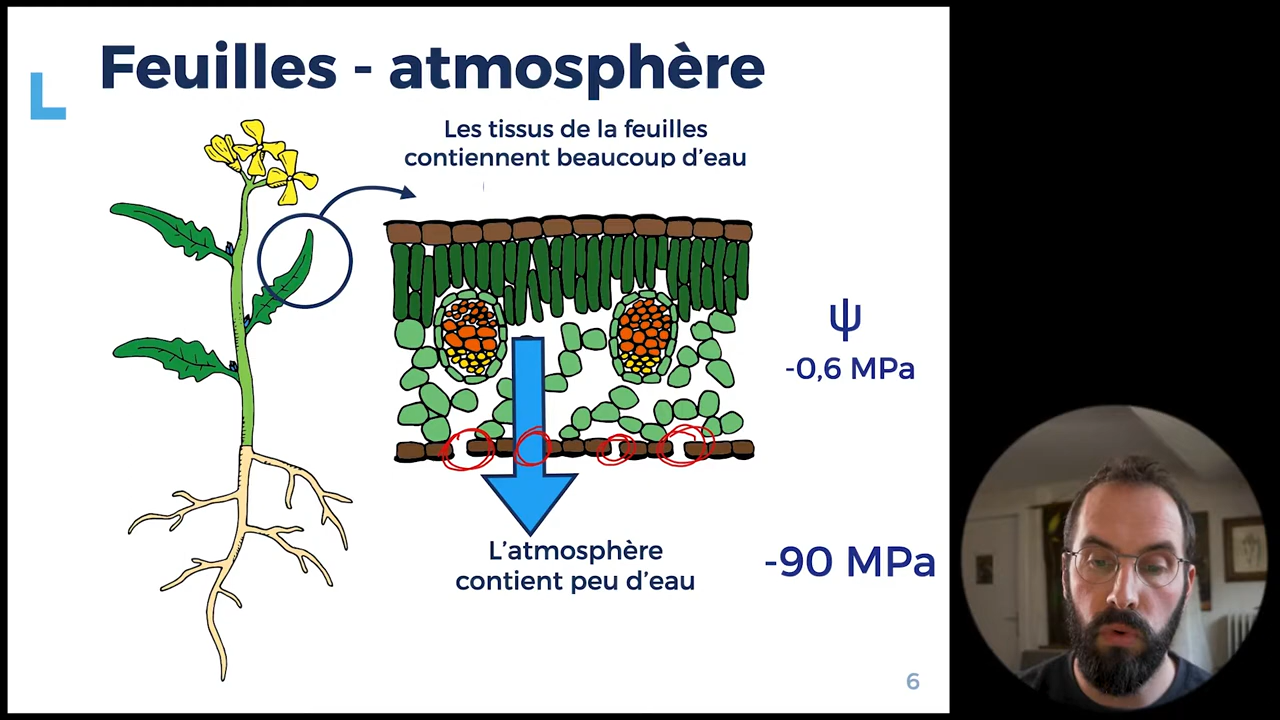 Feuilles - atmosphère
Les tissus de la feuilles
contiennent beaucoup d'eau
ψ
-0,6 MPa
L'atmosphère
contient peu d'eau
-90 MPa
6